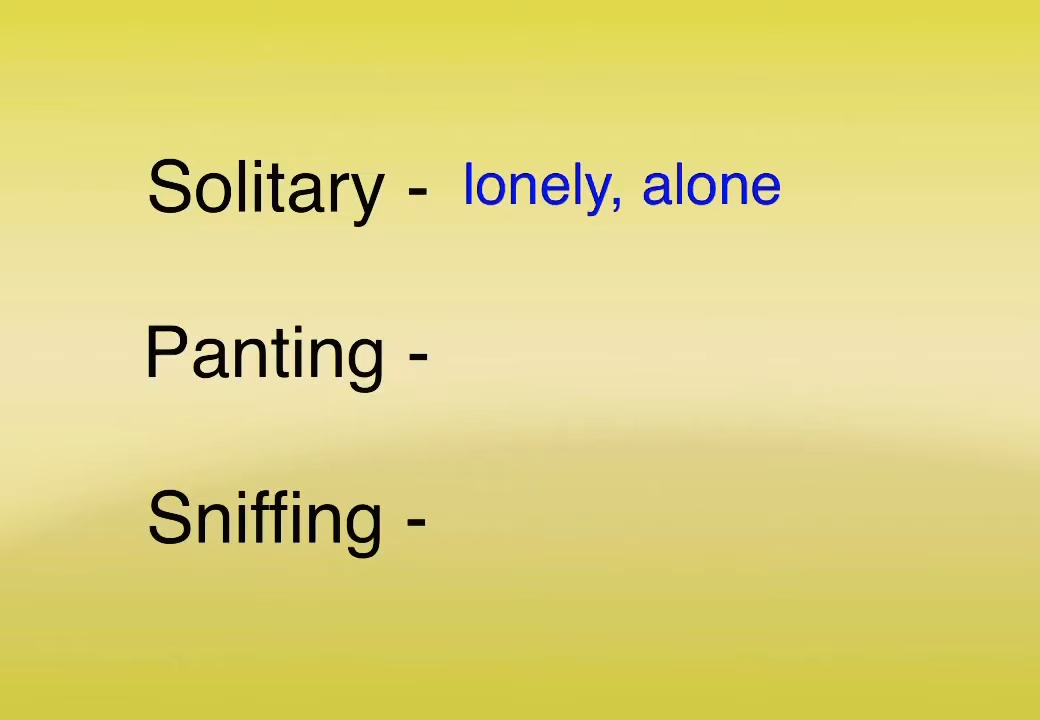 Solitary - lonely, alone
Panting -
Sniffing -